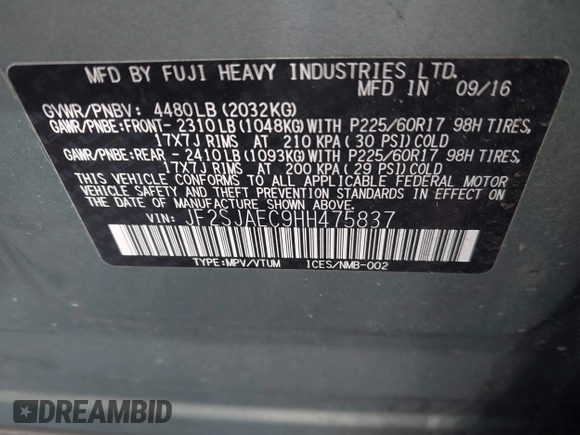 MFD BY FUJI HEAVY INDUSTRIES LTD.
MFD IN 09/16
GVWR/PNBV: 4480LB(2032KG)
GAWR/PNBE:FRONT- 2310LB(1048KG)WITH P225/60R17 98H TIRES,
17X7J RIMS AT 210 KPA(30 PSI)COLD
GAWR/PNBE:REAR - 2410LB(1093KG)WITH P225/60R17 98H TIRES,
17X7J RIMS AT 200 KPA(29 PSI)COLD
THIS VEHICLE CONFORMS TO ALL APPLICABLE FEDERAL MOTOR
VEHICLE SAFETY AND THEFT PREVENTION STANDARDS IN EFFECT ON
THE DATE OF MANUFACTURE SHOWN ABOVE.
VIN: JF2SJAEC9HH475837
TYPE:MPV/VTUM ICES/NMB-002
DREAMBID